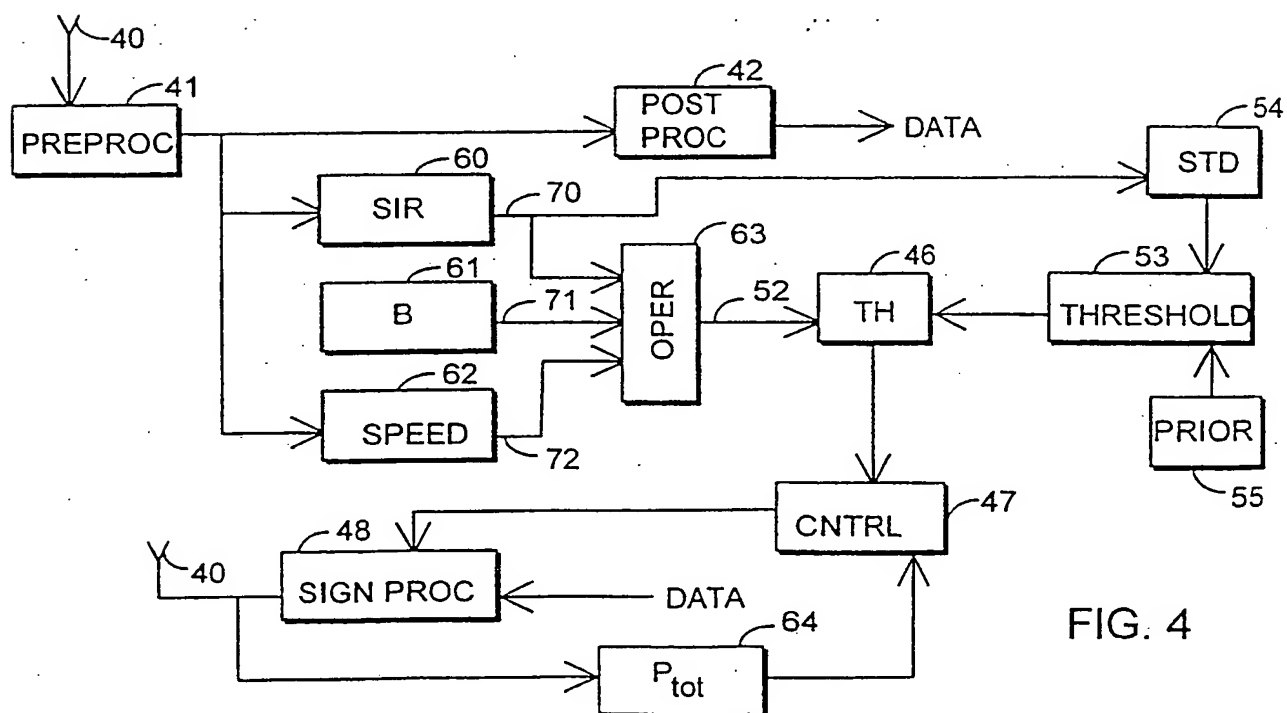 40
41
PREPROC
42
POST
PROC
DATA
54
STD
60
SIR
70
63
OPER
61
B
71
52
46
TH
53
THRESHOLD
62
SPEED
72
PRIOR
55
47
CNTRL
48
40
SIGN PROC
DATA
64
P_tot
FIG. 4